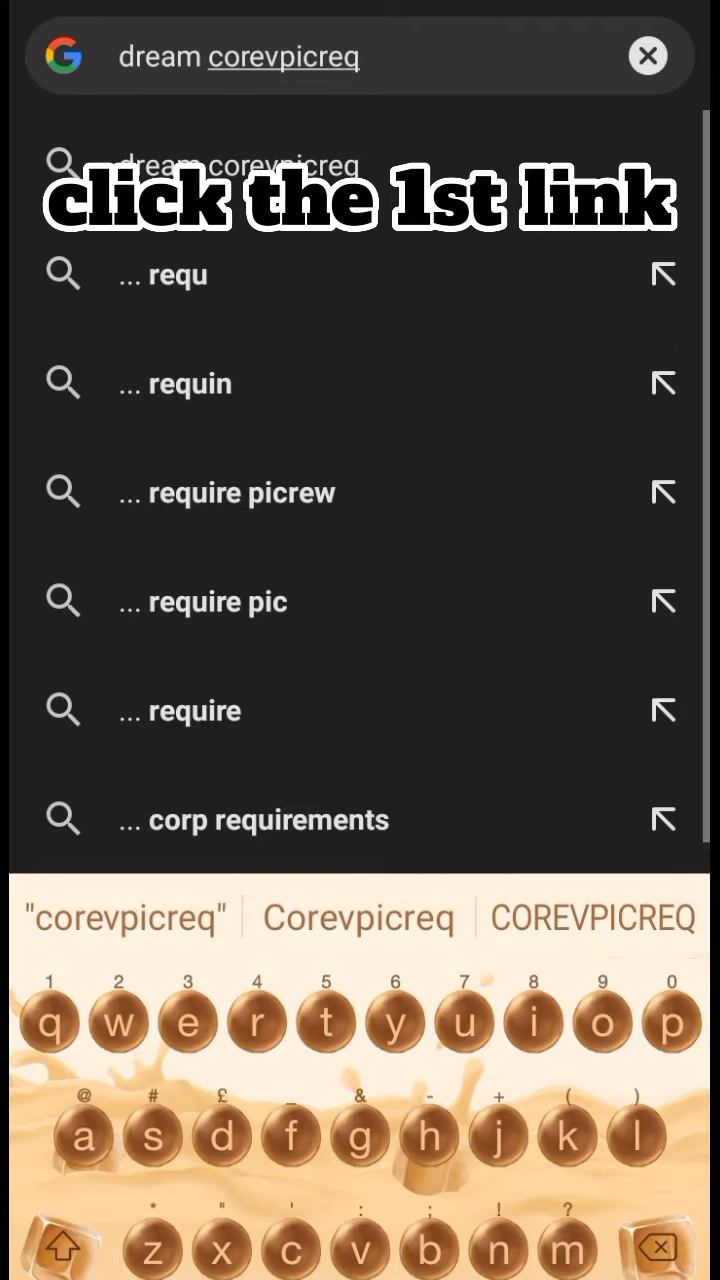 dream corevpicreq
dream corevpicreq
click the 1st link
... requ
... requin
... require picrew
... require pic
... require
... corp requirements
"corevpicreq" Corevpicreq COREVPICREQ
1 2 3 4 5 6 7 8 9 0
q w e r t y u i o p
@ # £ _ & - + ( )
a s d f g h j k l
* " ' : ; ! ?
z x c v b n m